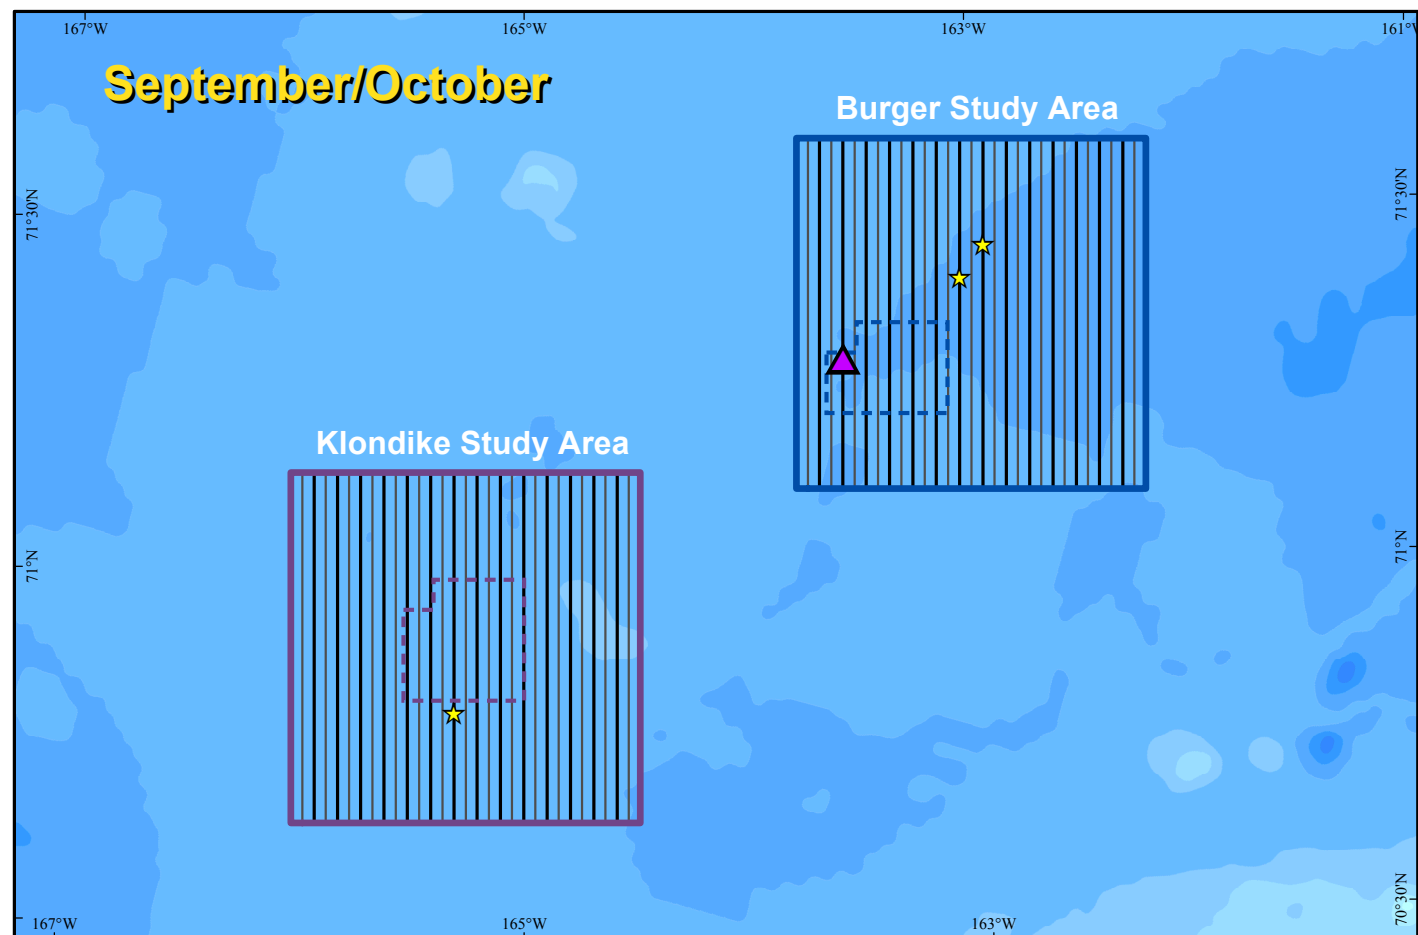 167°W
165°W
163°W
161°W
September/October
Burger Study Area
71°30'N
71°30'N
Klondike Study Area
71°N
71°N
70°30'N
167°W
165°W
163°W